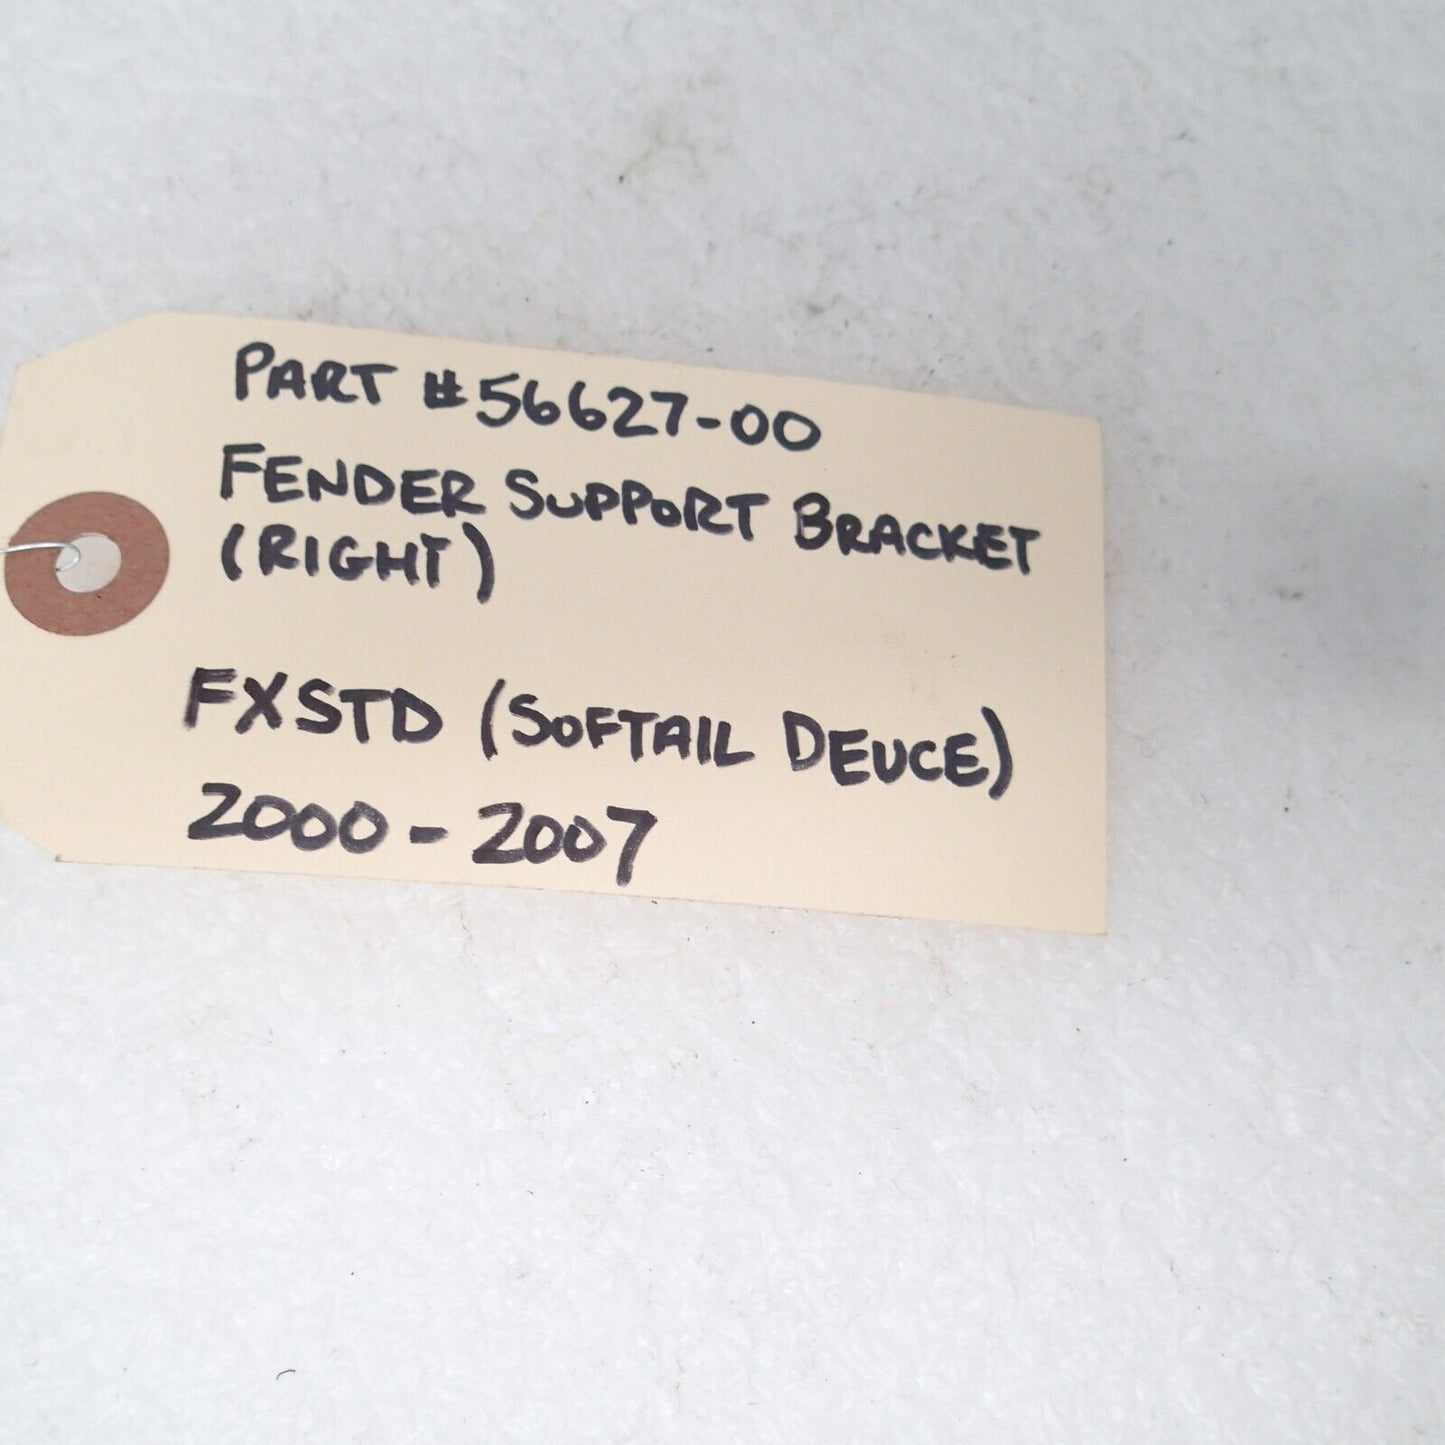 PART #56627-00
FENDER SUPPORT BRACKET
(RIGHT)
FXSTD (SOFTAIL DEUCE)
2000-2007